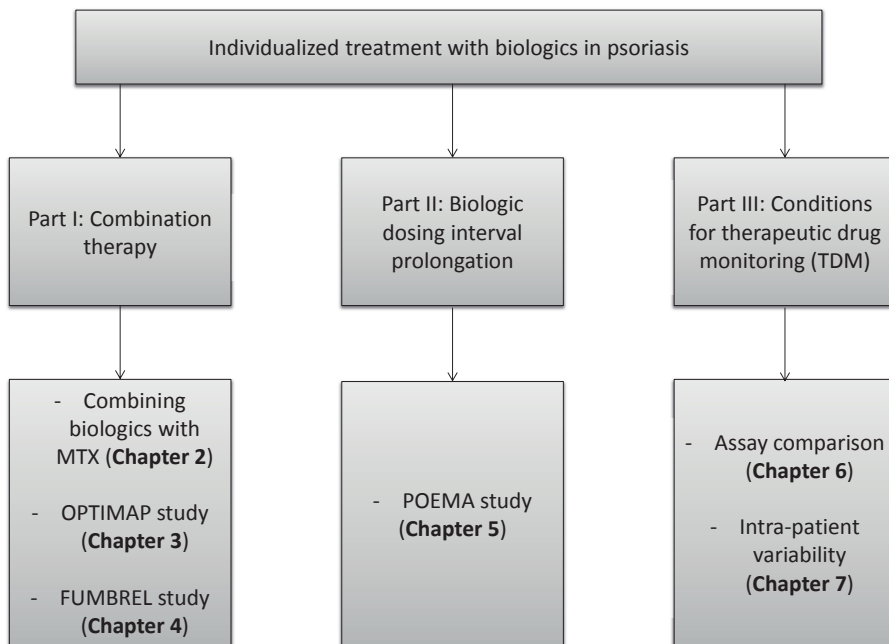 Individualized treatment with biologics in psoriasis
Part I: Combination
therapy
Part II: Biologic
dosing interval
prolongation
Part III: Conditions
for therapeutic drug
monitoring (TDM)
- Combining
biologics with
MTX (Chapter 2)
- OPTIMAP study
(Chapter 3)
- FUMBREL study
(Chapter 4)
- POEMA study
(Chapter 5)
- Assay comparison
(Chapter 6)
- Intra-patient
variability
(Chapter 7)